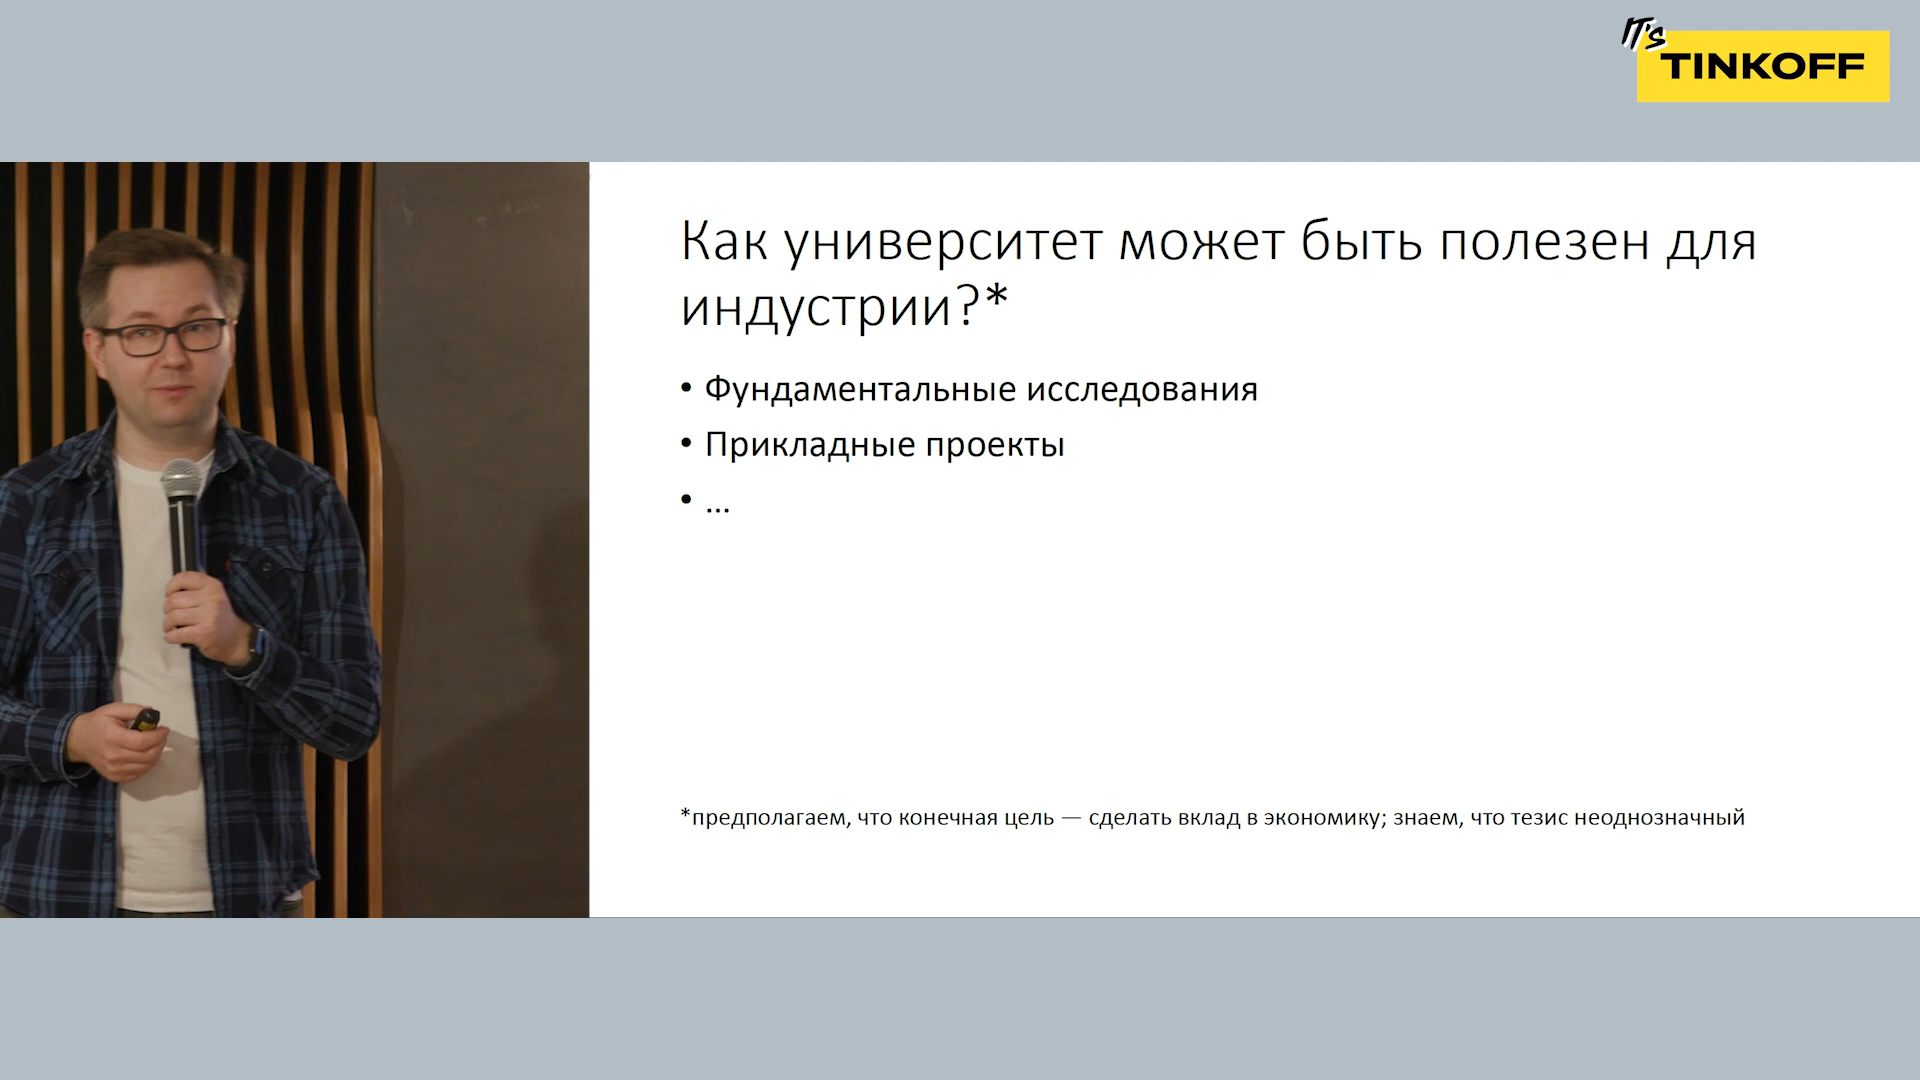 IT's
TINKOFF
Как университет может быть полезен для
индустрии?*
• Фундаментальные исследования
• Прикладные проекты
• ...
*предполагаем, что конечная цель — сделать вклад в экономику; знаем, что тезис неоднозначный